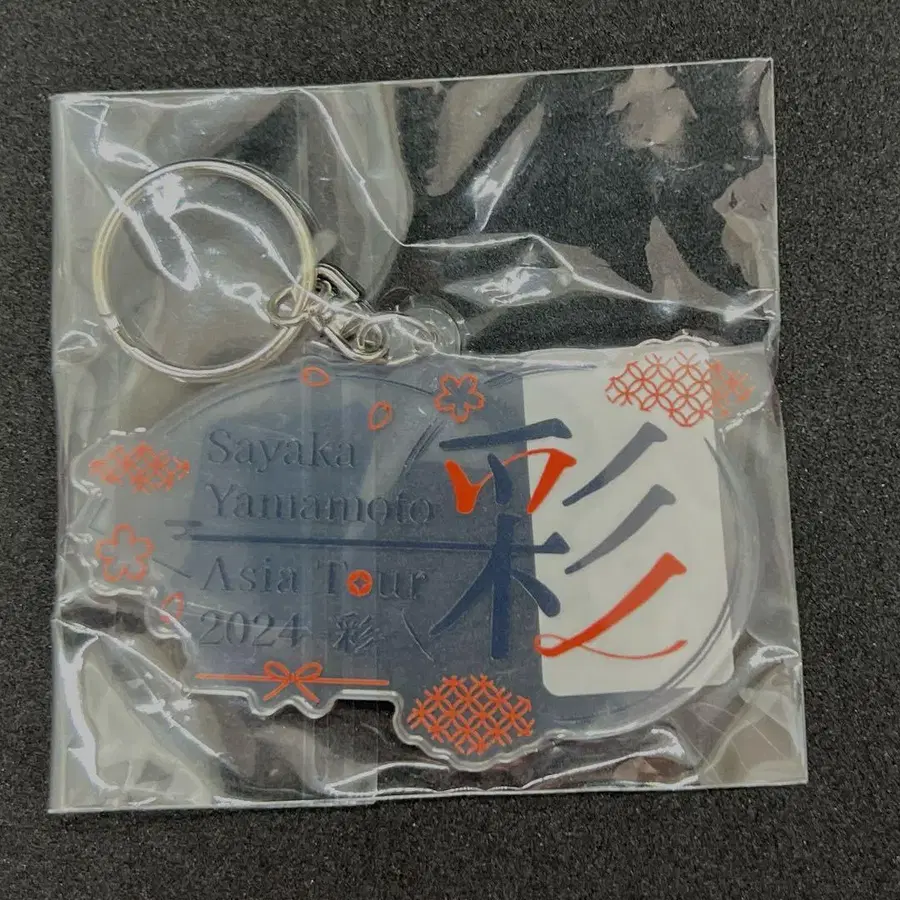 Sayaka
Yamamoto
Asia Tour
2024 彩
彩